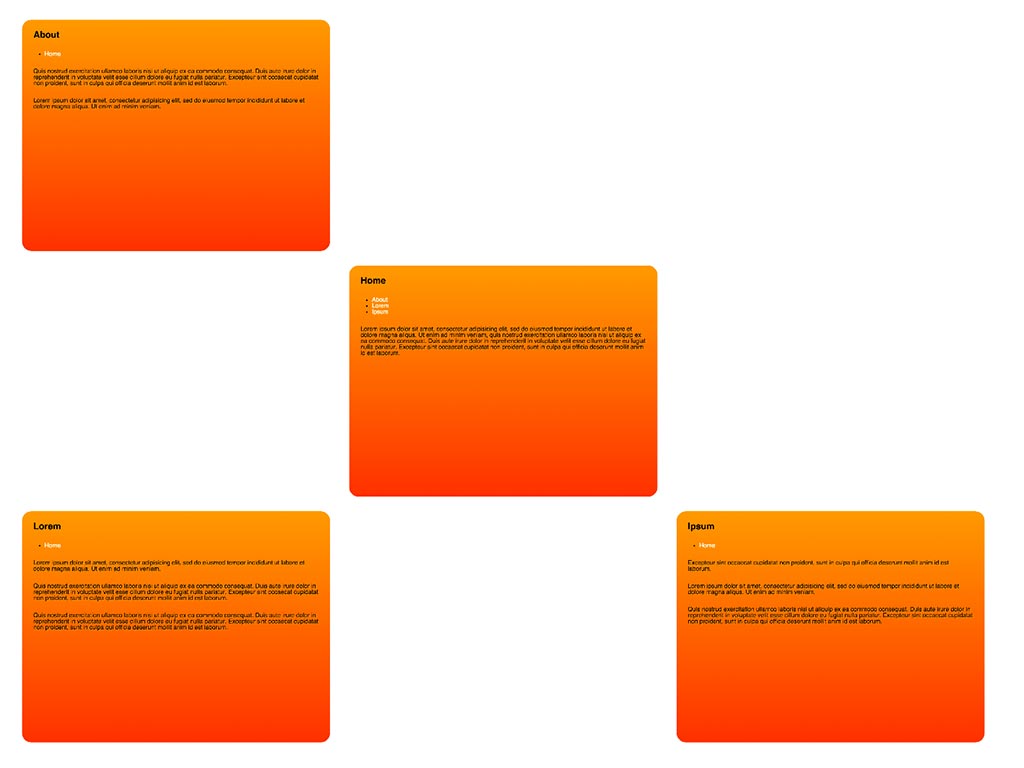 About
Home
Quis nostrud exercitation ullamco laboris nisi ut aliquip ex ea commodo consequat. Duis aute irure dolor in
reprehenderit in voluptate velit esse cillum dolore eu fugiat nulla pariatur. Excepteur sint occaecat cupidatat
non proident, sunt in culpa qui officia deserunt mollit anim id est laborum.
Lorem ipsum dolor sit amet, consectetur adipisicing elit, sed do eiusmod tempor incididunt ut labore et
dolore magna aliqua. Ut enim ad minim veniam.
Home
About
Lorem
Ipsum
Lorem ipsum dolor sit amet, consectetur adipisicing elit, sed do eiusmod tempor incididunt ut labore et
dolore magna aliqua. Ut enim ad minim veniam, quis nostrud exercitation ullamco laboris nisi ut aliquip ex
ea commodo consequat. Duis aute irure dolor in reprehenderit in voluptate velit esse cillum dolore eu fugiat
nulla pariatur. Excepteur sint occaecat cupidatat non proident, sunt in culpa qui officia deserunt mollit anim
id est laborum.
Lorem
Home
Lorem ipsum dolor sit amet, consectetur adipisicing elit, sed do eiusmod tempor incididunt ut labore et
dolore magna aliqua. Ut enim ad minim veniam.
Quis nostrud exercitation ullamco laboris nisi ut aliquip ex ea commodo consequat. Duis aute irure dolor in
reprehenderit in voluptate velit esse cillum dolore eu fugiat nulla pariatur. Excepteur sint occaecat cupidatat
non proident, sunt in culpa qui officia deserunt mollit anim id est laborum.
Quis nostrud exercitation ullamco laboris nisi ut aliquip ex ea commodo consequat. Duis aute irure dolor in
reprehenderit in voluptate velit esse cillum dolore eu fugiat nulla pariatur. Excepteur sint occaecat cupidatat
non proident, sunt in culpa qui officia deserunt mollit anim id est laborum.
Ipsum
Home
Excepteur sint occaecat cupidatat non proident, sunt in culpa qui officia deserunt mollit anim id est
laborum.
Lorem ipsum dolor sit amet, consectetur adipisicing elit, sed do eiusmod tempor incididunt ut labore et
dolore magna aliqua. Ut enim ad minim veniam.
Quis nostrud exercitation ullamco laboris nisi ut aliquip ex ea commodo consequat. Duis aute irure dolor in
reprehenderit in voluptate velit esse cillum dolore eu fugiat nulla pariatur. Excepteur sint occaecat cupidatat
non proident, sunt in culpa qui officia deserunt mollit anim id est laborum.